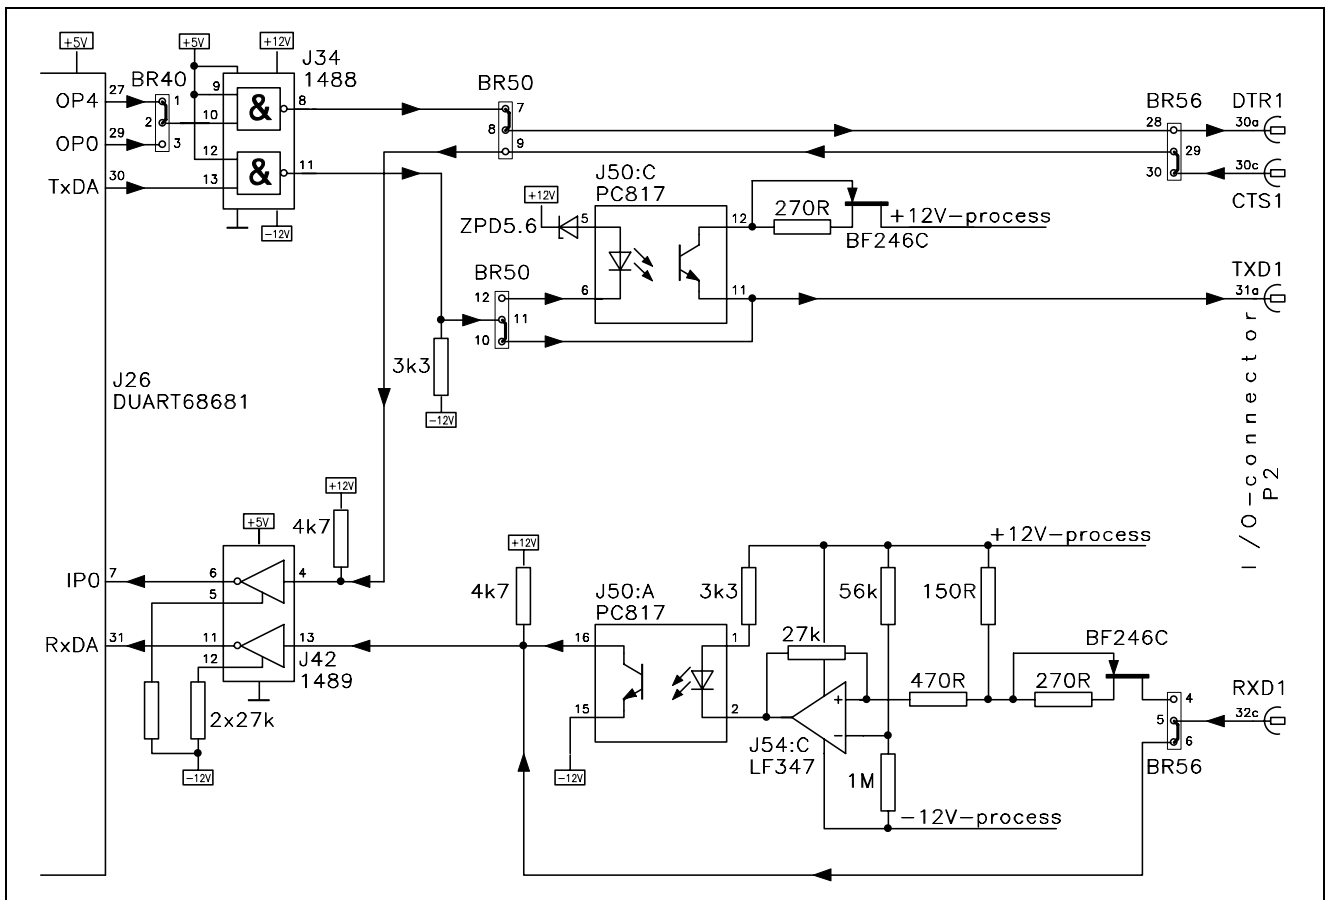 +5V
+5V
+12V
J34
1488
BR40
OP4
27
1
2
OP0
29
3
TxDA
30
9
10
12
13
&
&
8
11
-12V
BR50
7
8
9
BR56
28
29
30
DTR1
30a
30c
CTS1
J50:C
PC817
+12V
ZPD5.6
5
6
12
11
270R
BF246C
+12V-process
BR50
12
11
10
TXD1
31a
3k3
-12V
J26
DUART68681
I/O-connector
P2
+12V
4k7
+5V
IP0
7
6
5
4
RxDA
31
11
12
13
J42
1489
2x27k
-12V
+12V
4k7
J50:A
PC817
16
15
1
2
-12V
3k3
27k
56k
150R
+12V-process
+
-
J54:C
LF347
470R
270R
BF246C
1M
-12V-process
4
5
6
BR56
RXD1
32c